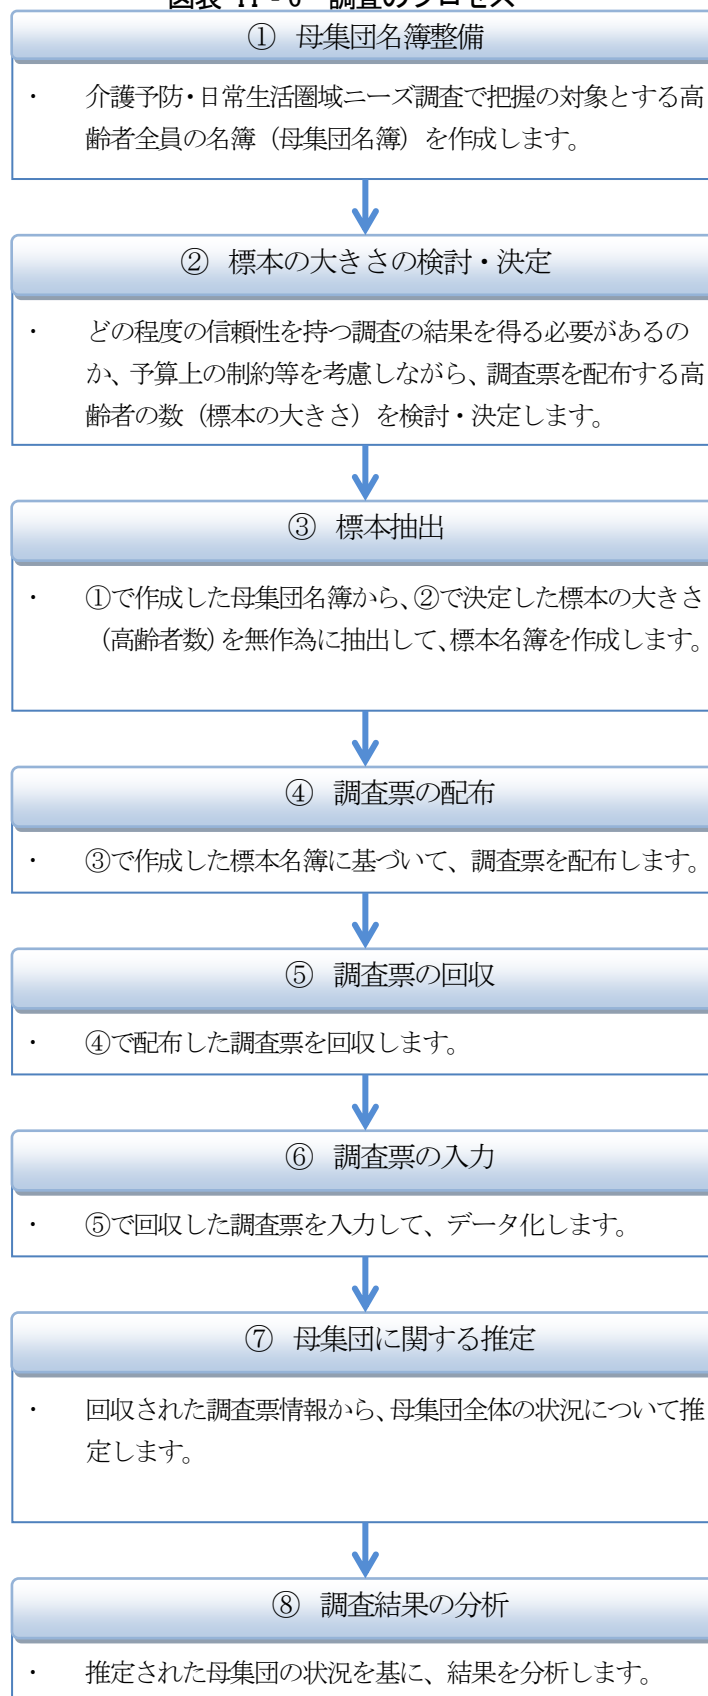 調査のプロセス
① 母集団名簿整備
・ 介護予防・日常生活圏域ニーズ調査で把握の対象とする高
齢者全員の名簿（母集団名簿）を作成します。
② 標本の大きさの検討・決定
・ どの程度の信頼性を持つ調査の結果を得る必要があるの
か、予算上の制約等を考慮しながら、調査票を配布する高
齢者の数（標本の大きさ）を検討・決定します。
③ 標本抽出
・ ①で作成した母集団名簿から、②で決定した標本の大きさ
（高齢者数）を無作為に抽出して、標本名簿を作成します。
④ 調査票の配布
・ ③で作成した標本名簿に基づいて、調査票を配布します。
⑤ 調査票の回収
・ ④で配布した調査票を回収します。
⑥ 調査票の入力
・ ⑤で回収した調査票を入力して、データ化します。
⑦ 母集団に関する推定
・ 回収された調査票情報から、母集団全体の状況について推
定します。
⑧ 調査結果の分析
・ 推定された母集団の状況を基に、結果を分析します。